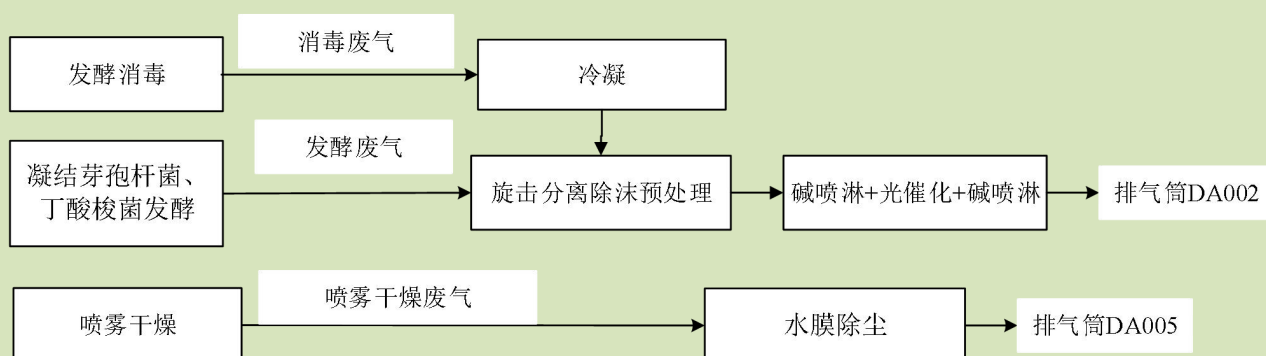 消毒废气
发酵消毒
冷凝
发酵废气
凝结芽孢杆菌、
丁酸梭菌发酵
旋击分离除沫预处理
碱喷淋+光催化+碱喷淋
排气筒DA002
喷雾干燥废气
喷雾干燥
水膜除尘
排气筒DA005